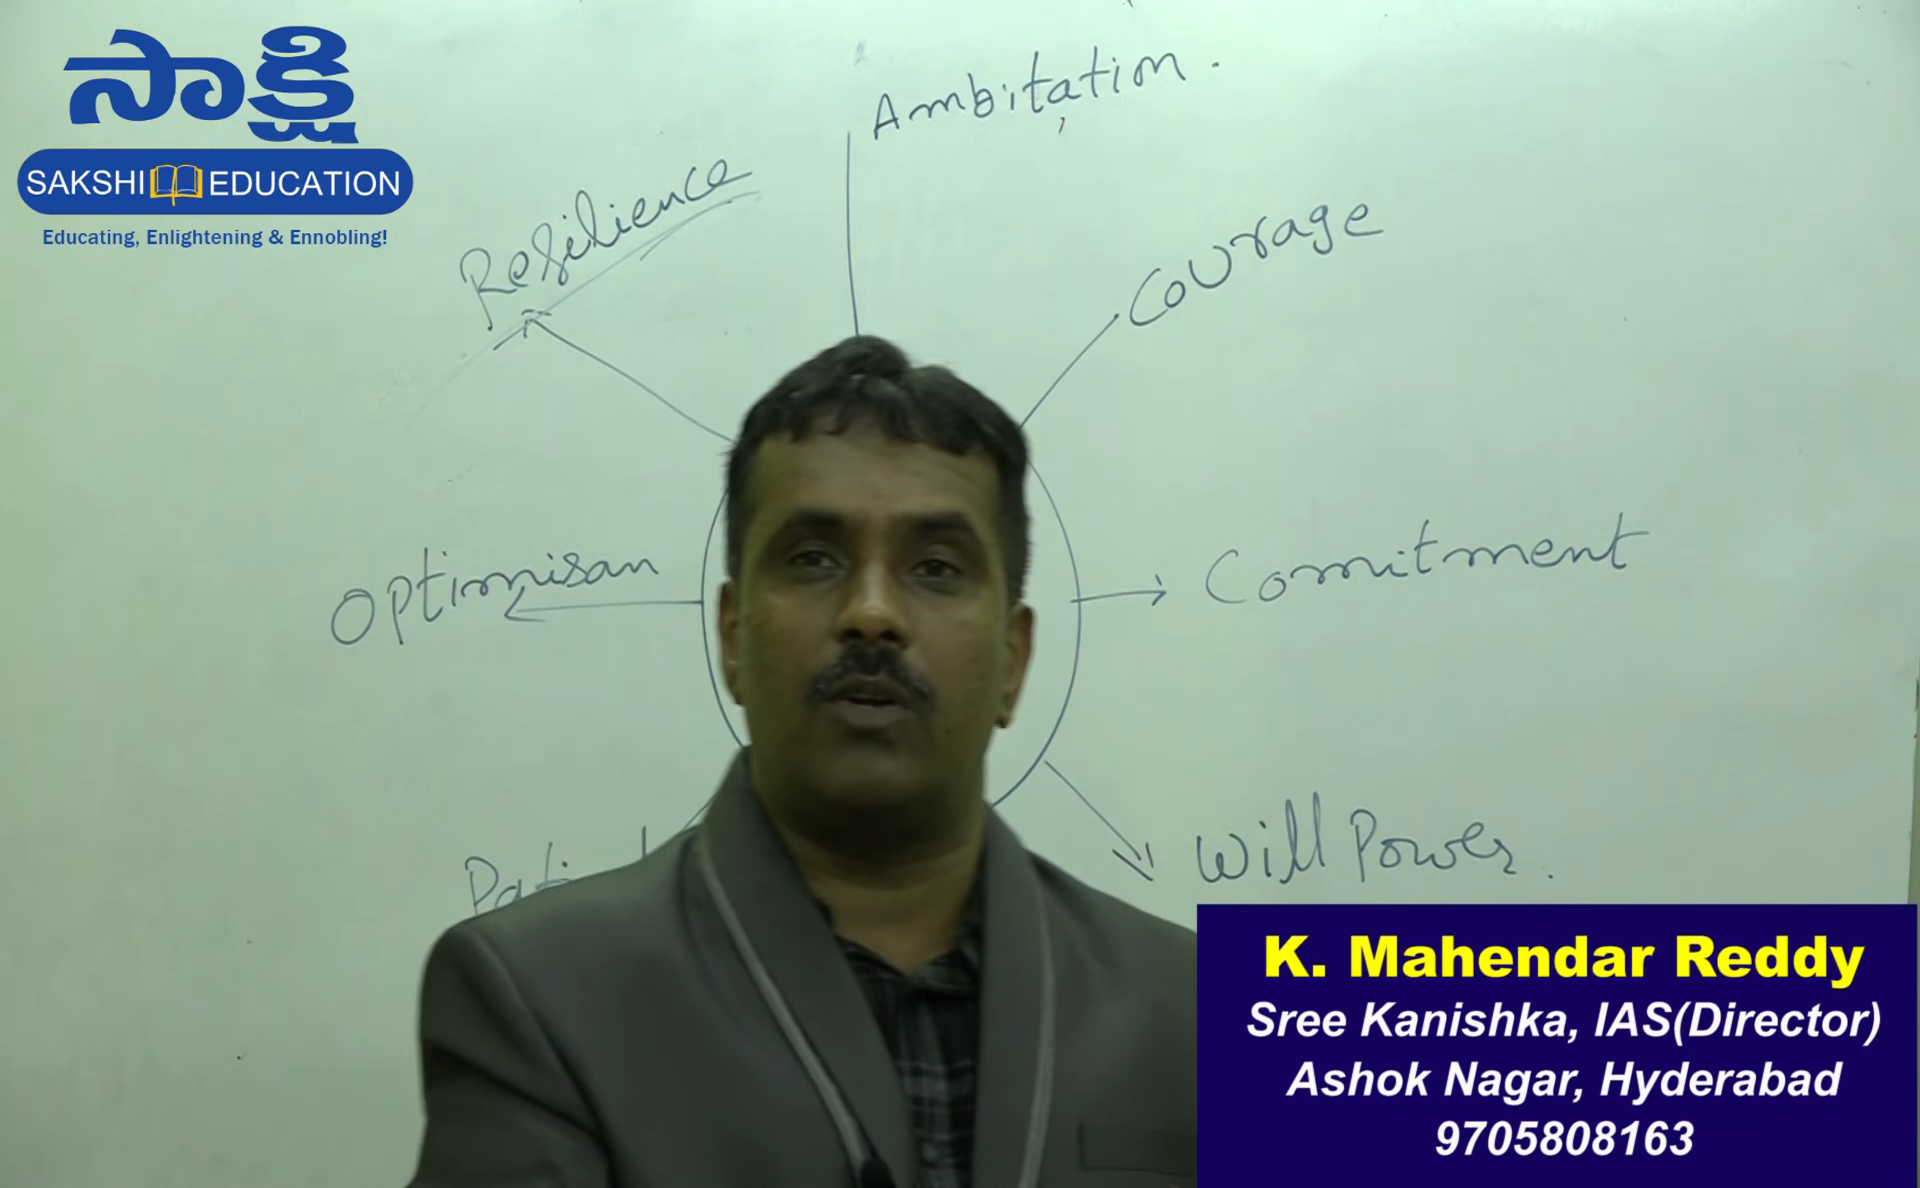 సాక్షి
SAKSHI EDUCATION
Educating, Enlightening & Ennobling!
Ambitation.
Resilience
Courage
Optimisan
Comitment
Will Power.
K. Mahendar Reddy
Sree Kanishka, IAS(Director)
Ashok Nagar, Hyderabad
9705808163